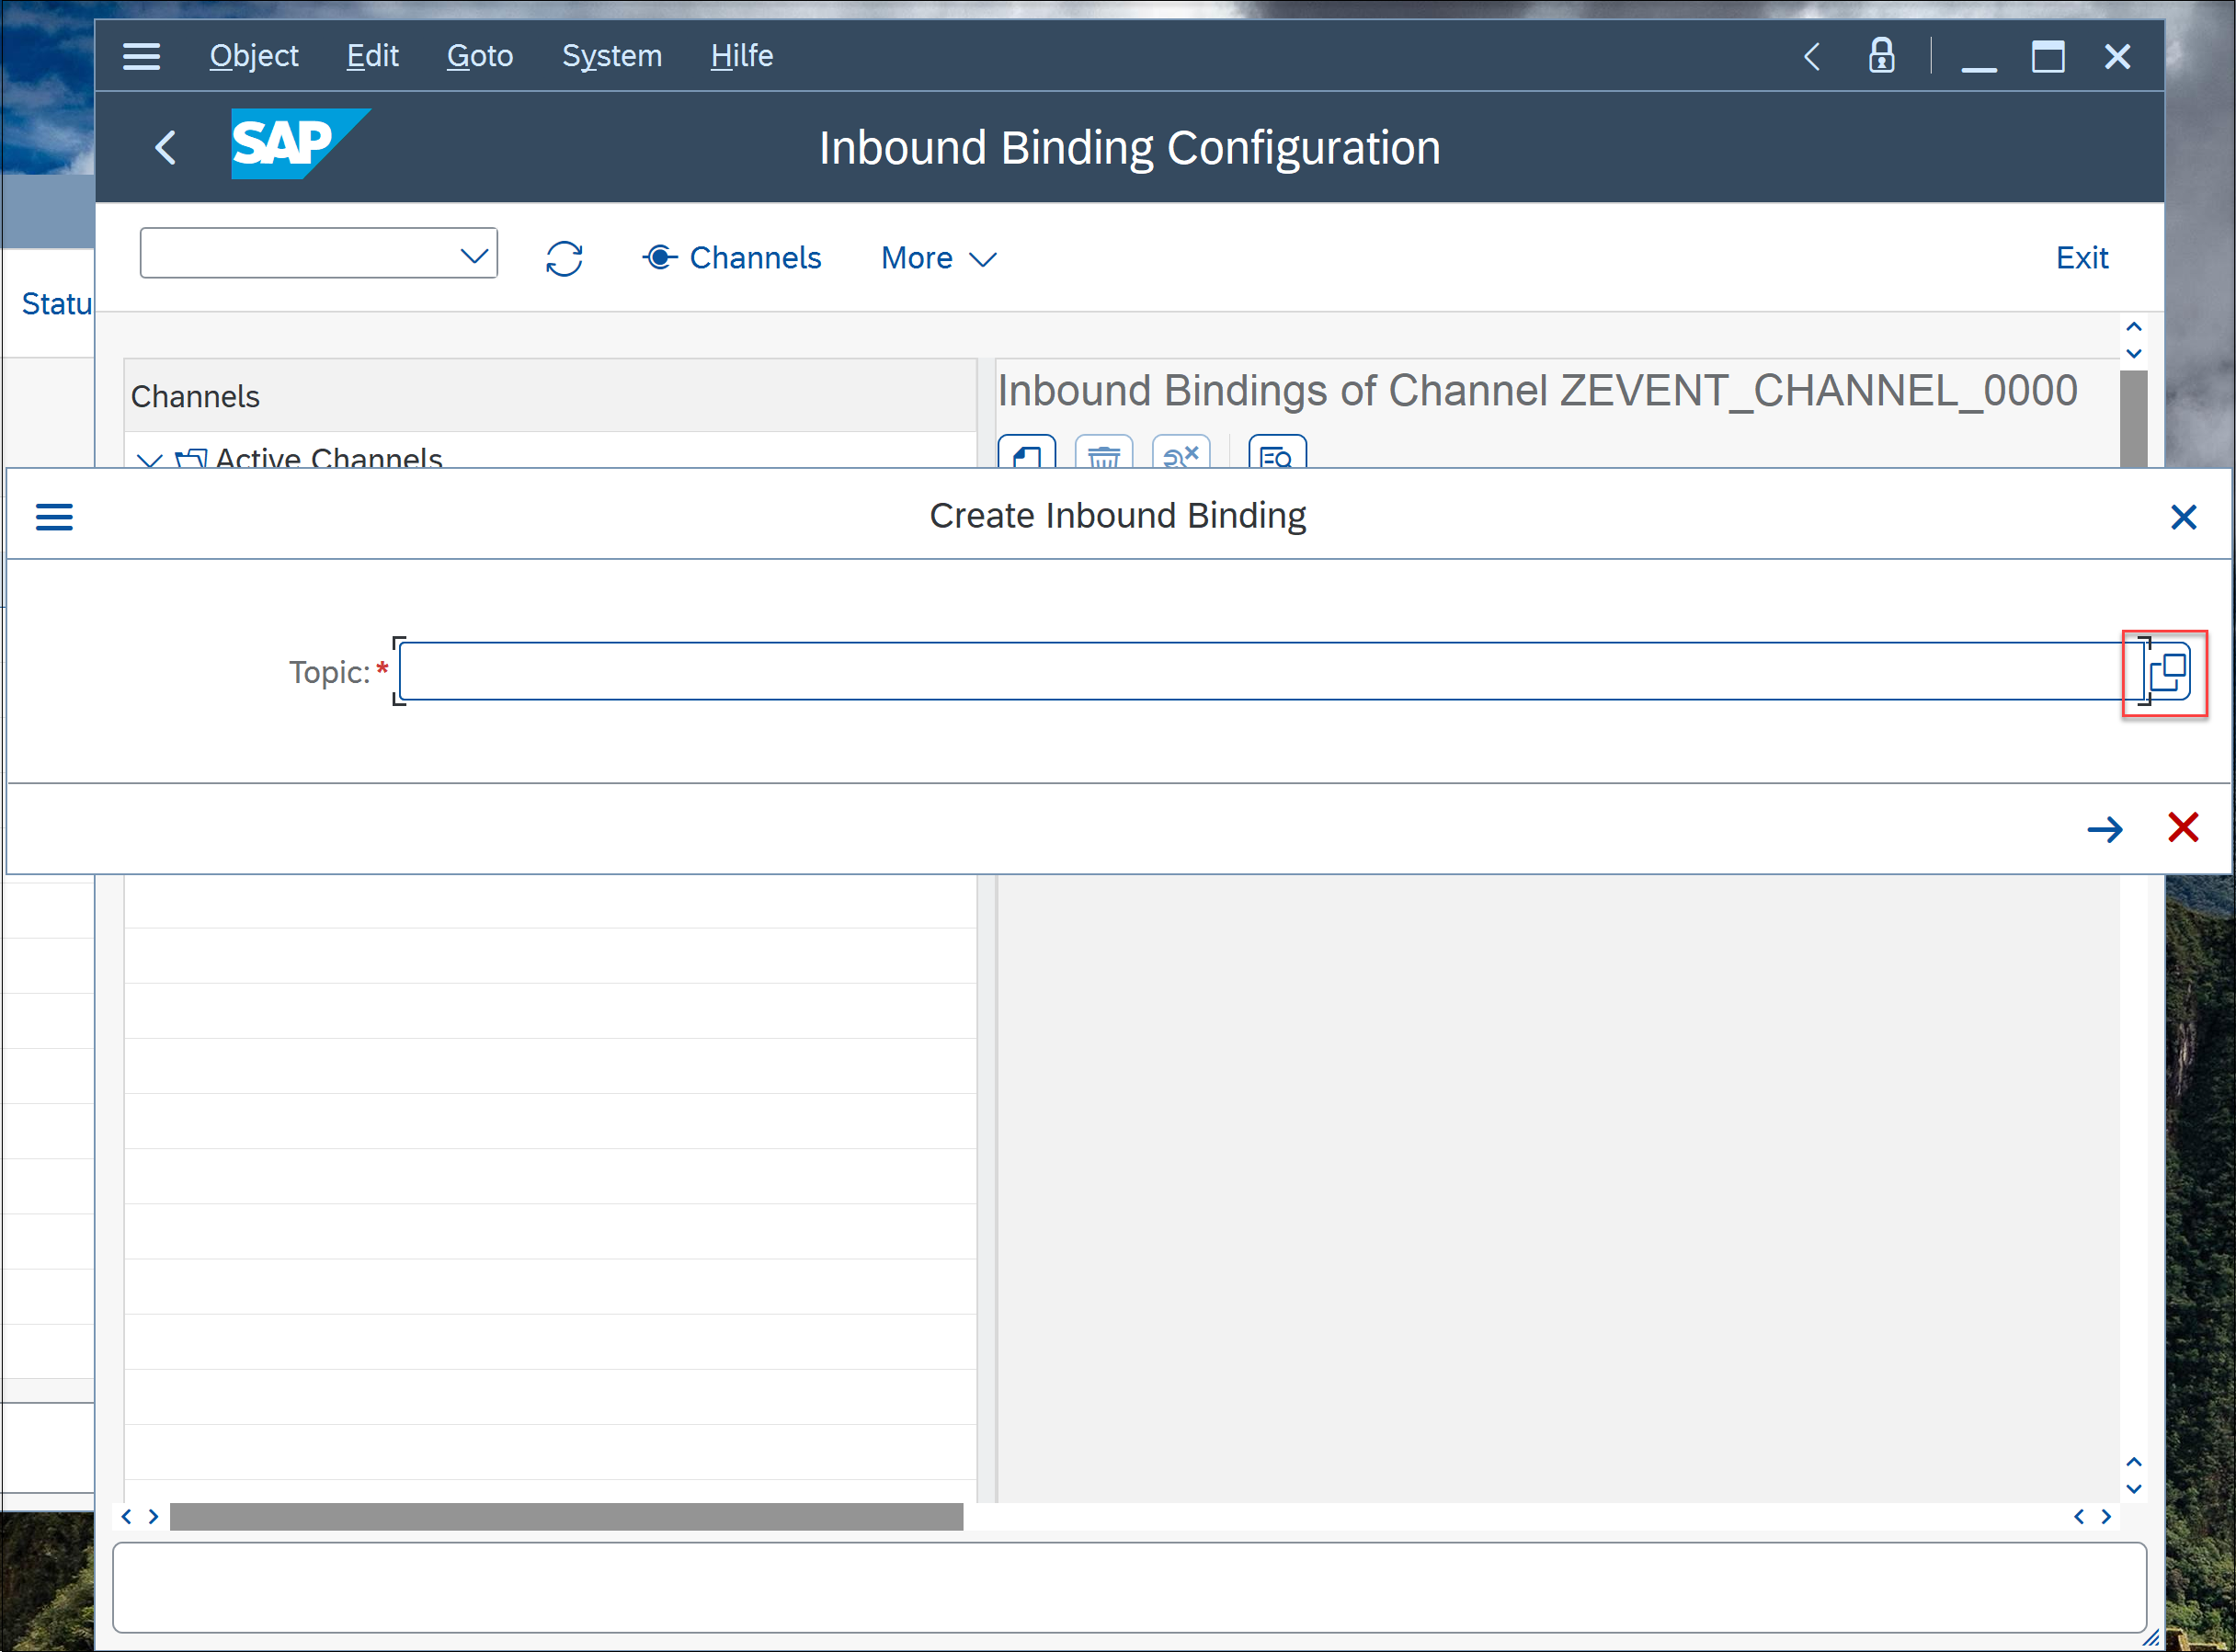 Object Edit Goto System Hilfe
SAP
Inbound Binding Configuration
Channels More Exit
Statu
Channels
Inbound Bindings of Channel ZEVENT_CHANNEL_0000
Active Channels
Create Inbound Binding
Topic:*